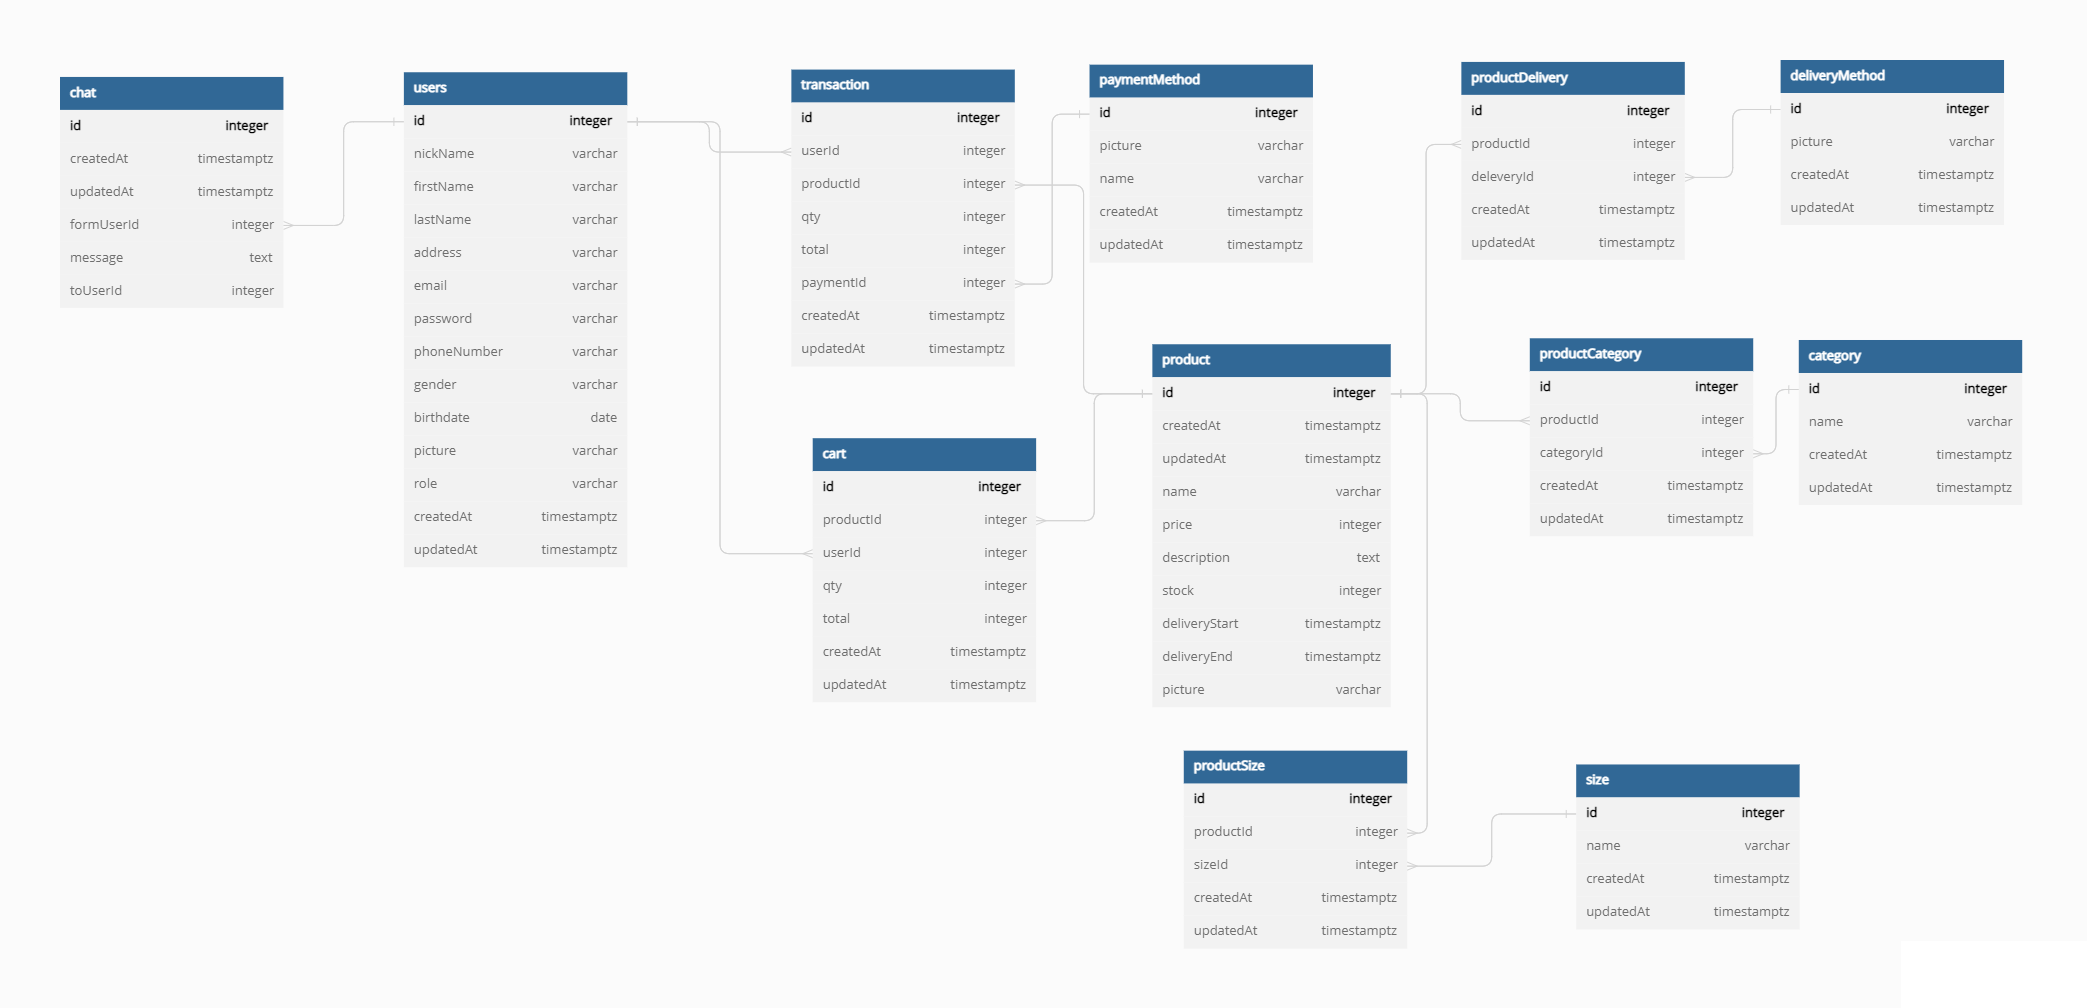 chat
id integer
createdAt timestamptz
updatedAt timestamptz
formUserId integer
message text
toUserId integer
users
id integer
nickName varchar
firstName varchar
lastName varchar
address varchar
email varchar
password varchar
phoneNumber varchar
gender varchar
birthdate date
picture varchar
role varchar
createdAt timestamptz
updatedAt timestamptz
transaction
id integer
userId integer
productId integer
qty integer
total integer
paymentId integer
createdAt timestamptz
updatedAt timestamptz
paymentMethod
id integer
picture varchar
name varchar
createdAt timestamptz
updatedAt timestamptz
productDelivery
id integer
productId integer
deleveryId integer
createdAt timestamptz
updatedAt timestamptz
deliveryMethod
id integer
picture varchar
createdAt timestamptz
updatedAt timestamptz
cart
id integer
productId integer
userId integer
qty integer
total integer
createdAt timestamptz
updatedAt timestamptz
product
id integer
createdAt timestamptz
updatedAt timestamptz
name varchar
price integer
description text
stock integer
deliveryStart timestamptz
deliveryEnd timestamptz
picture varchar
productCategory
id integer
productId integer
categoryId integer
createdAt timestamptz
updatedAt timestamptz
category
id integer
name varchar
createdAt timestamptz
updatedAt timestamptz
productSize
id integer
productId integer
sizeId integer
createdAt timestamptz
updatedAt timestamptz
size
id integer
name varchar
createdAt timestamptz
updatedAt timestamptz